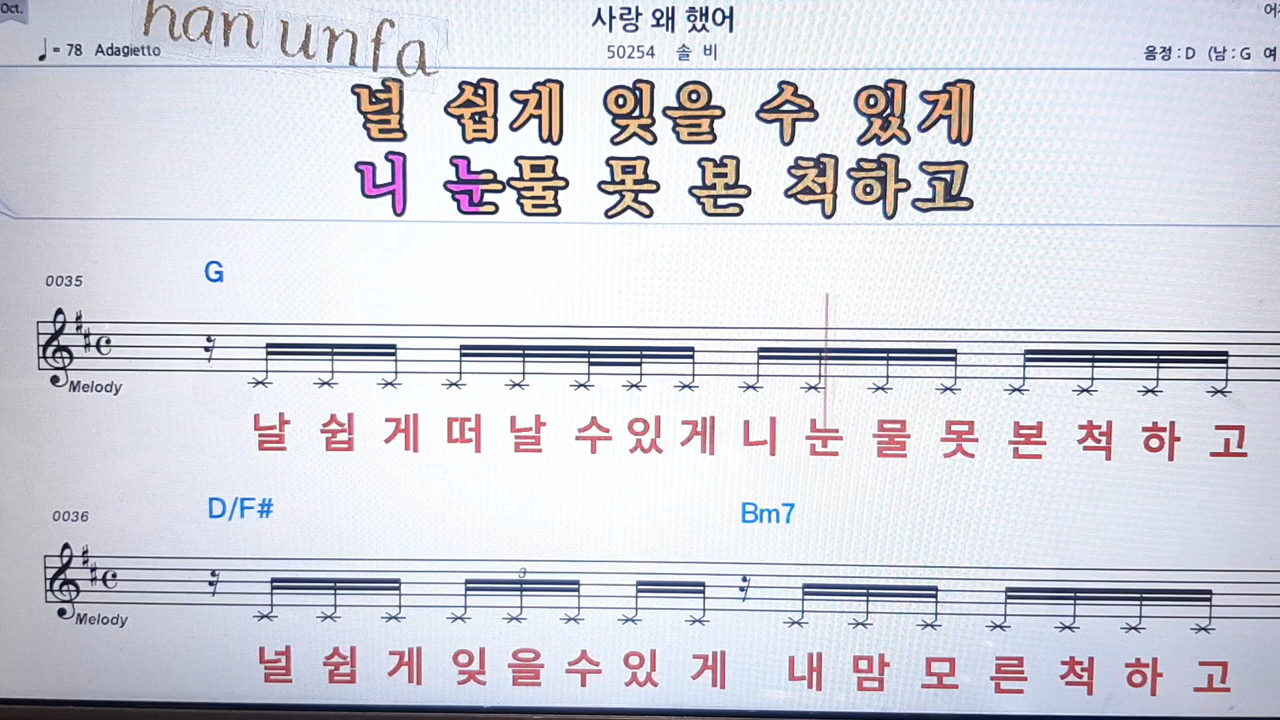 Oct.
han unfa
사랑 왜 했어
♩= 78 Adagietto
50254 솔 비
음정 : D (남 : G 여
널 쉽게 잊을 수 있게
니 눈물 못 본 척하고
0035
G
Melody
날 쉽 게 떠 날 수 있 게 니 눈 물 못 본 척 하 고
0036
D/F# Bm7
3
Melody
널 쉽 게 잊 을 수 있 게 내 맘 모 른 척 하 고